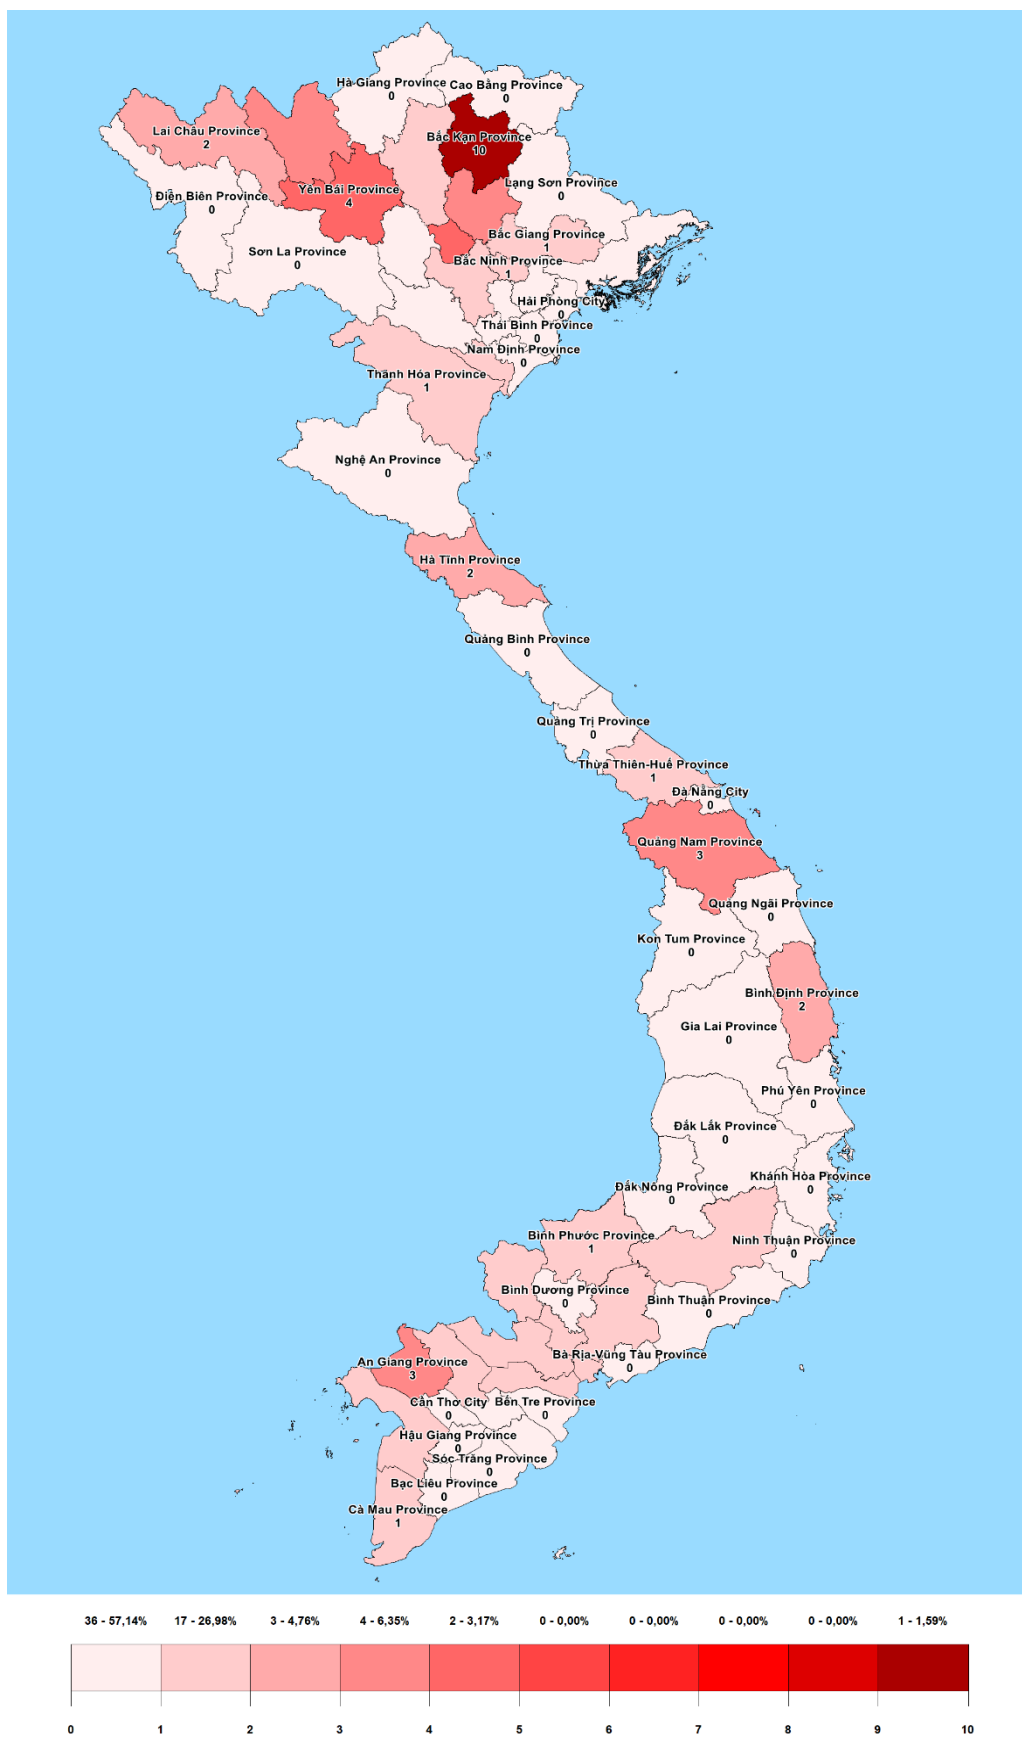 Hà Giang Province
0
Cao Bằng Province
0
Lai Châu Province
2
Bắc Kạn Province
10
Điện Biên Province
0
Yên Bái Province
4
Lạng Sơn Province
0
Sơn La Province
0
Bắc Giang Province
1
Bắc Ninh Province
1
Hải Phòng City
0
Thái Bình Province
0
Nam Định Province
0
Thanh Hóa Province
1
Nghệ An Province
0
Hà Tĩnh Province
2
Quảng Bình Province
0
Quảng Trị Province
0
Thừa Thiên-Huế Province
1
Đà Nẵng City
0
Quảng Nam Province
3
Quảng Ngãi Province
0
Kon Tum Province
0
Bình Định Province
2
Gia Lai Province
0
Phú Yên Province
0
Đắk Lắk Province
0
Khánh Hòa Province
0
Đắk Nông Province
0
Bình Phước Province
1
Ninh Thuận Province
0
Bình Dương Province
0
Bình Thuận Province
0
Bà Rịa-Vũng Tàu Province
0
An Giang Province
3
Cần Thơ City
0
Bến Tre Province
0
Hậu Giang Province
0
Sóc Trăng Province
0
Bạc Liêu Province
0
Cà Mau Province
1
36 - 57,14% 17 - 26,98% 3 - 4,76% 4 - 6,35% 2 - 3,17% 0 - 0,00% 0 - 0,00% 0 - 0,00% 0 - 0,00% 1 - 1,59%
0 1 2 3 4 5 6 7 8 9 10